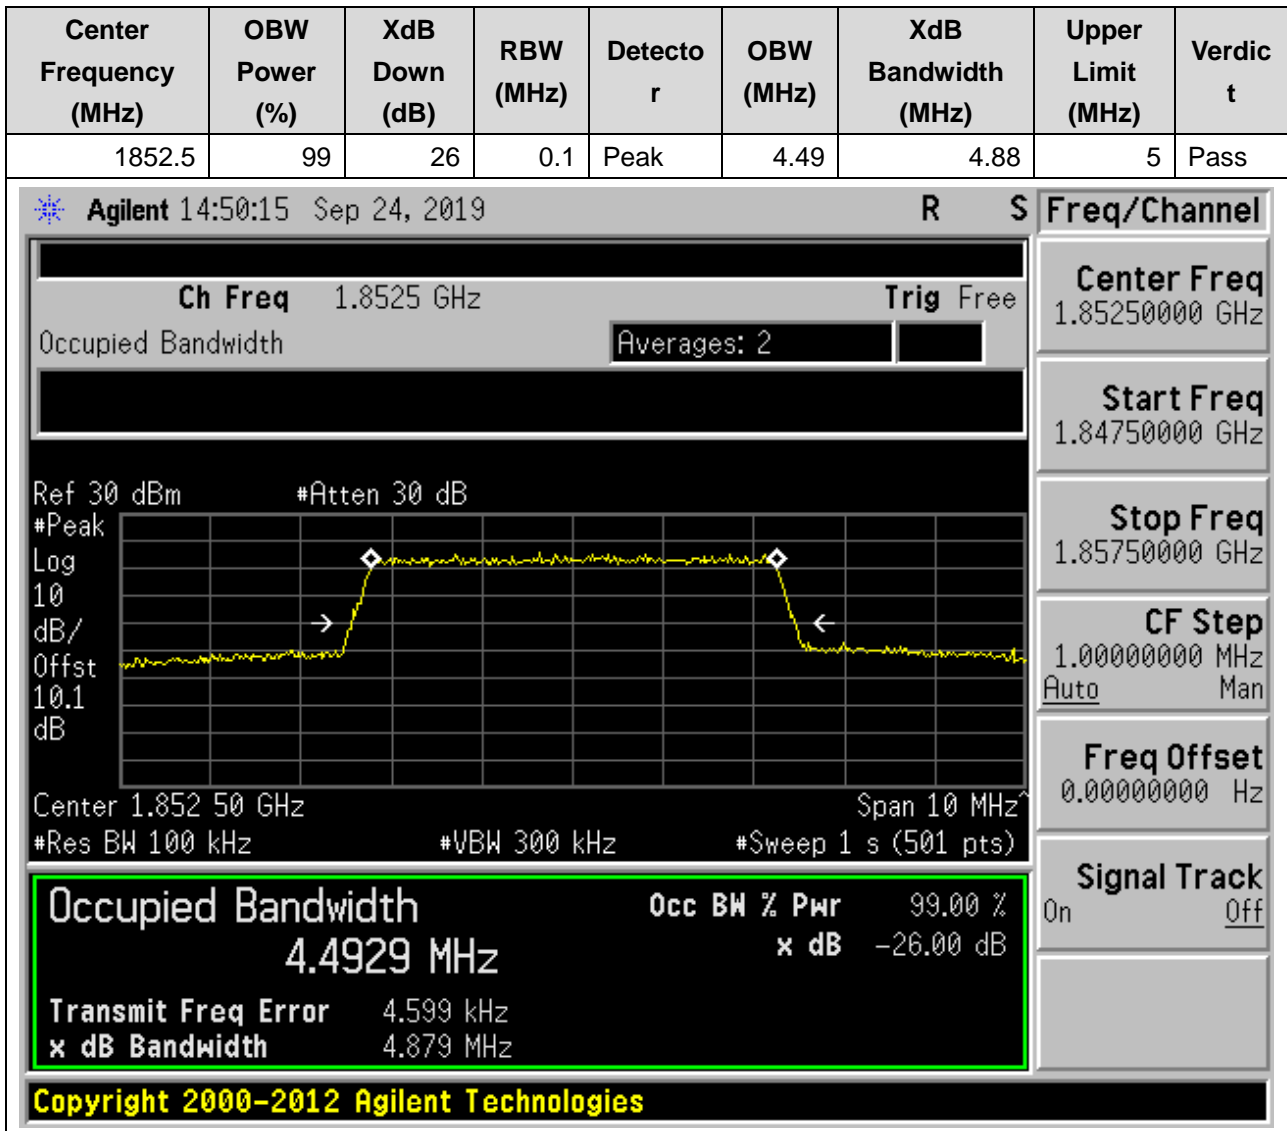 Center Frequency (MHz) OBW Power (%) XdB Down (dB) RBW (MHz) Detecto r OBW (MHz) XdB Bandwidth (MHz) Upper Limit (MHz) Verdic t
1852.5 99 26 0.1 Peak 4.49 4.88 5 Pass
Agilent 14:50:15 Sep 24, 2019 R S
Ch Freq 1.8525 GHz Trig Free
Occupied Bandwidth Averages: 2
Ref 30 dBm #Atten 30 dB
#Peak
Log
10
dB/
Offst
10.1
dB
Center 1.852 50 GHz Span 10 MHz^
#Res BW 100 kHz #VBW 300 kHz #Sweep 1 s (501 pts)
Occupied Bandwidth Occ BW % Pwr 99.00 %
4.4929 MHz x dB -26.00 dB
Transmit Freq Error 4.599 kHz
x dB Bandwidth 4.879 MHz
Copyright 2000-2012 Agilent Technologies
Freq/Channel
Center Freq
1.85250000 GHz
Start Freq
1.84750000 GHz
Stop Freq
1.85750000 GHz
CF Step
1.00000000 MHz
Auto Man
Freq Offset
0.00000000 Hz
Signal Track
On Off